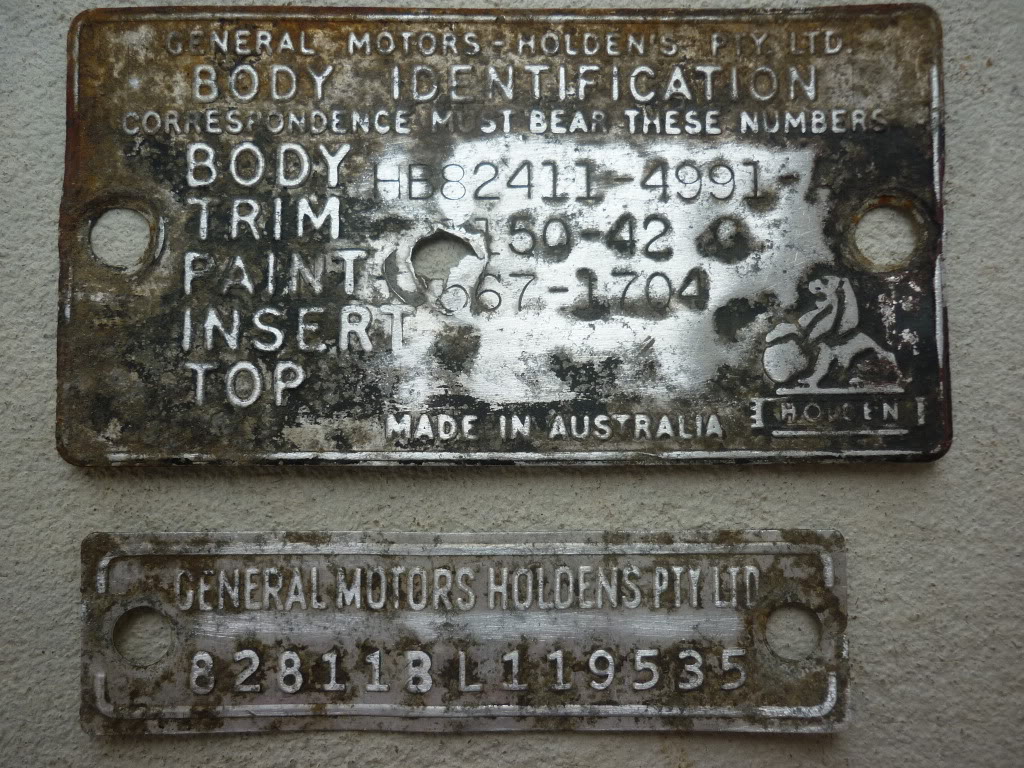 GENERAL MOTORS-HOLDEN'S PTY. LTD.
BODY IDENTIFICATION
CORRESPONDENCE MUST BEAR THESE NUMBERS
BODY HB82411-4991-
TRIM 150-42
PAINT 667-1704
INSERT
TOP
MADE IN AUSTRALIA
HOLDEN
GENERAL MOTORS HOLDENS PTY LTD
82811BL119535